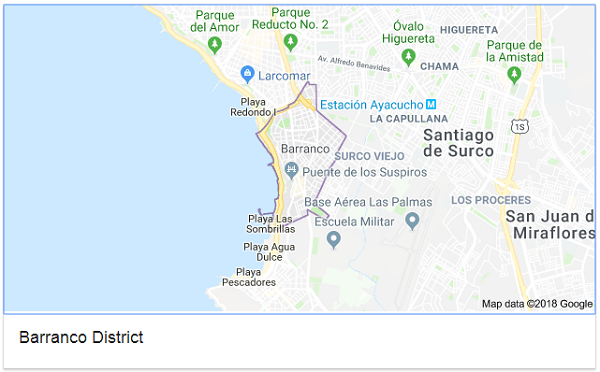 Parque
del Amor
Parque
Reducto No. 2
Óvalo
Higuereta
HIGUERETA
Parque de
la Amistad
Av. Alfredo Benavides
CHAMA
Larcomar
Playa
Redondo I
Estación Ayacucho M
LA CAPULLANA
1S
Santiago
de Surco
Barranco
SURCO VIEJO
Puente de los Suspiros
Base Aérea Las Palmas
LOS PROCERES
Playa Las
Sombrillas
Escuela Militar
San Juan d
Miraflores
Playa Agua
Dulce
Playa
Pescadores
Map data ©2018 Google
Barranco District